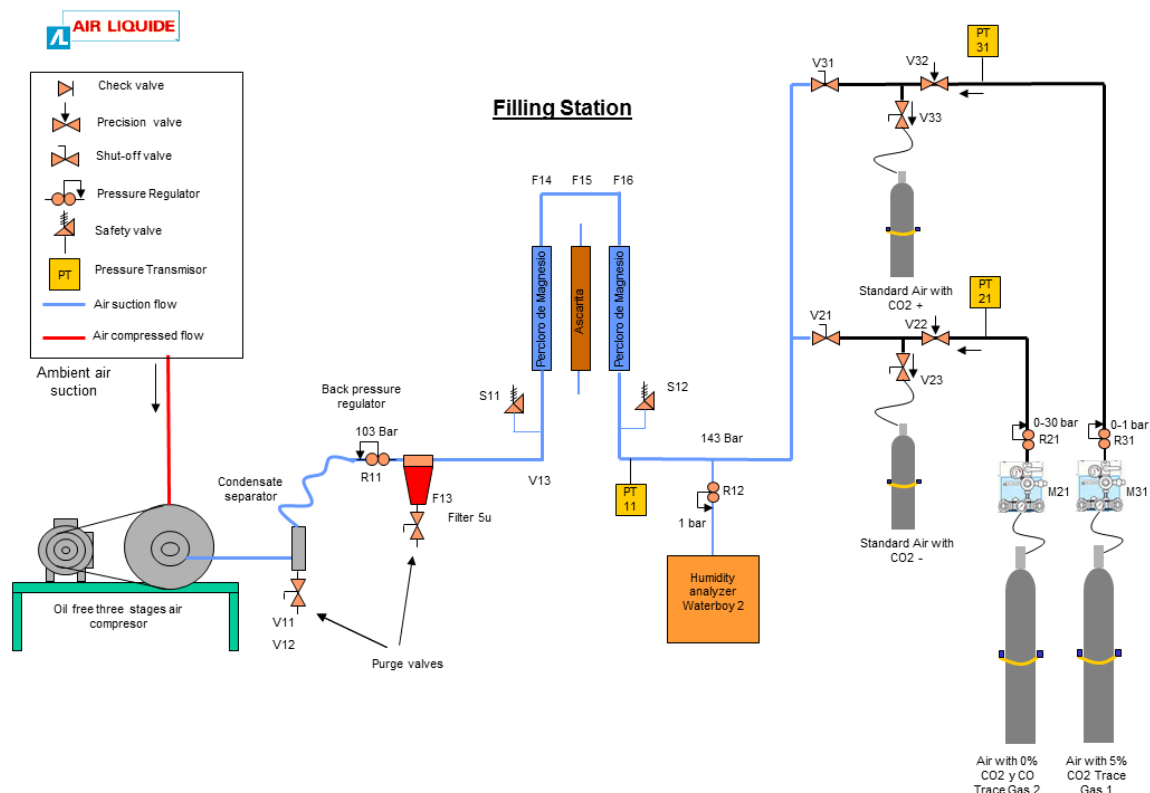 AIR LIQUIDE
AL
Check valve
Precision valve
Shut-off valve
Pressure Regulator
Safety valve
PT
Pressure Transmisor
Air suction flow
Air compressed flow
Ambient air
suction
Filling Station
F14
F15
F16
Percloro de Magnesio
Ascarita
Percloro de Magnesio
S11
S12
Back pressure
regulator
103 Bar
R11
Condensate
separator
F13
Filter 5u
V13
Oil free three stages air
compresor
V11
V12
Purge valves
PT
11
143 Bar
R12
1 bar
Humidity
analyzer
Waterboy 2
V31
V32
PT
31
V33
Standard Air with
CO2 +
V21
V22
PT
21
V23
Standard Air with
CO2 -
0-30 bar
R21
0-1 bar
R31
M21
M31
Air with 0%
CO2 y CO
Trace Gas 2
Air with 5%
CO2 Trace
Gas 1